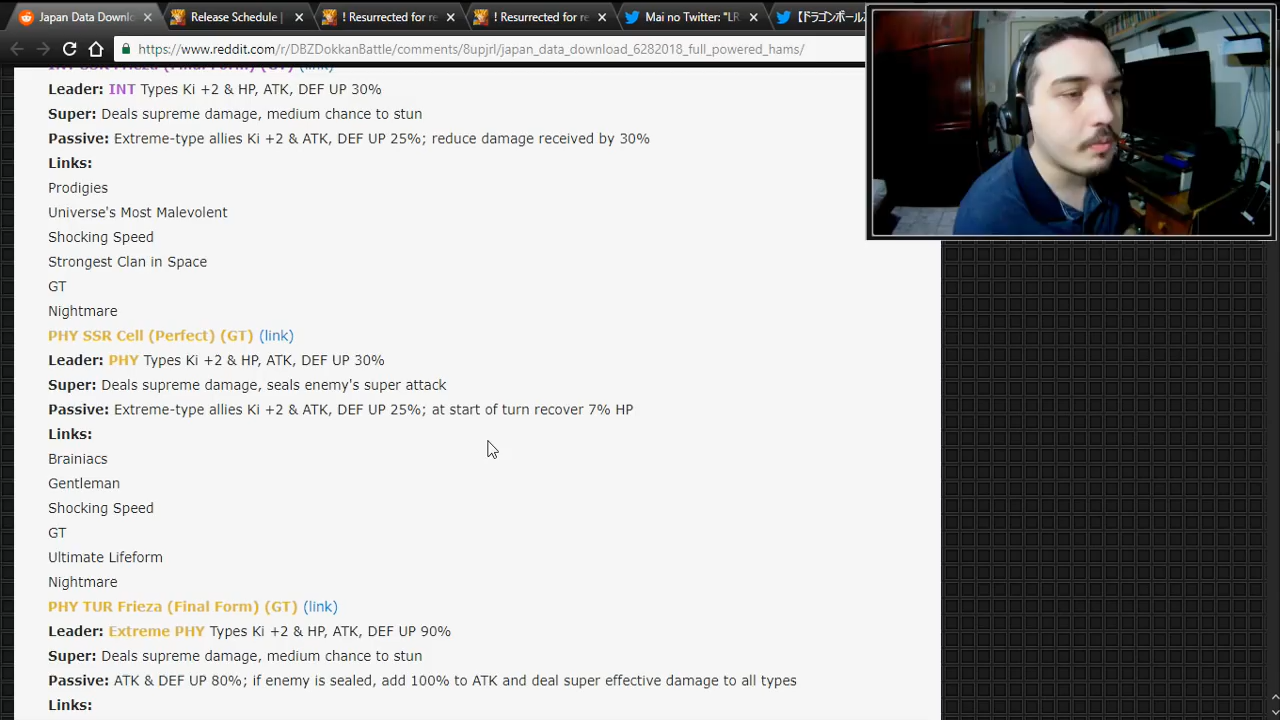 Japan Data Downl
Release Schedule |
! Resurrected for re
! Resurrected for re
Mai no Twitter: "LR
【ドラゴンボール
https://www.reddit.com/r/DBZDokkanBattle/comments/8upjrl/japan_data_download_6282018_full_powered_hams/
INT SSR Frieza (Final Form) (GT) (link)
Leader: INT Types Ki +2 & HP, ATK, DEF UP 30%
Super: Deals supreme damage, medium chance to stun
Passive: Extreme-type allies Ki +2 & ATK, DEF UP 25%; reduce damage received by 30%
Links:
Prodigies
Universe's Most Malevolent
Shocking Speed
Strongest Clan in Space
GT
Nightmare
PHY SSR Cell (Perfect) (GT) (link)
Leader: PHY Types Ki +2 & HP, ATK, DEF UP 30%
Super: Deals supreme damage, seals enemy's super attack
Passive: Extreme-type allies Ki +2 & ATK, DEF UP 25%; at start of turn recover 7% HP
Links:
Brainiacs
Gentleman
Shocking Speed
GT
Ultimate Lifeform
Nightmare
PHY TUR Frieza (Final Form) (GT) (link)
Leader: Extreme PHY Types Ki +2 & HP, ATK, DEF UP 90%
Super: Deals supreme damage, medium chance to stun
Passive: ATK & DEF UP 80%; if enemy is sealed, add 100% to ATK and deal super effective damage to all types
Links: